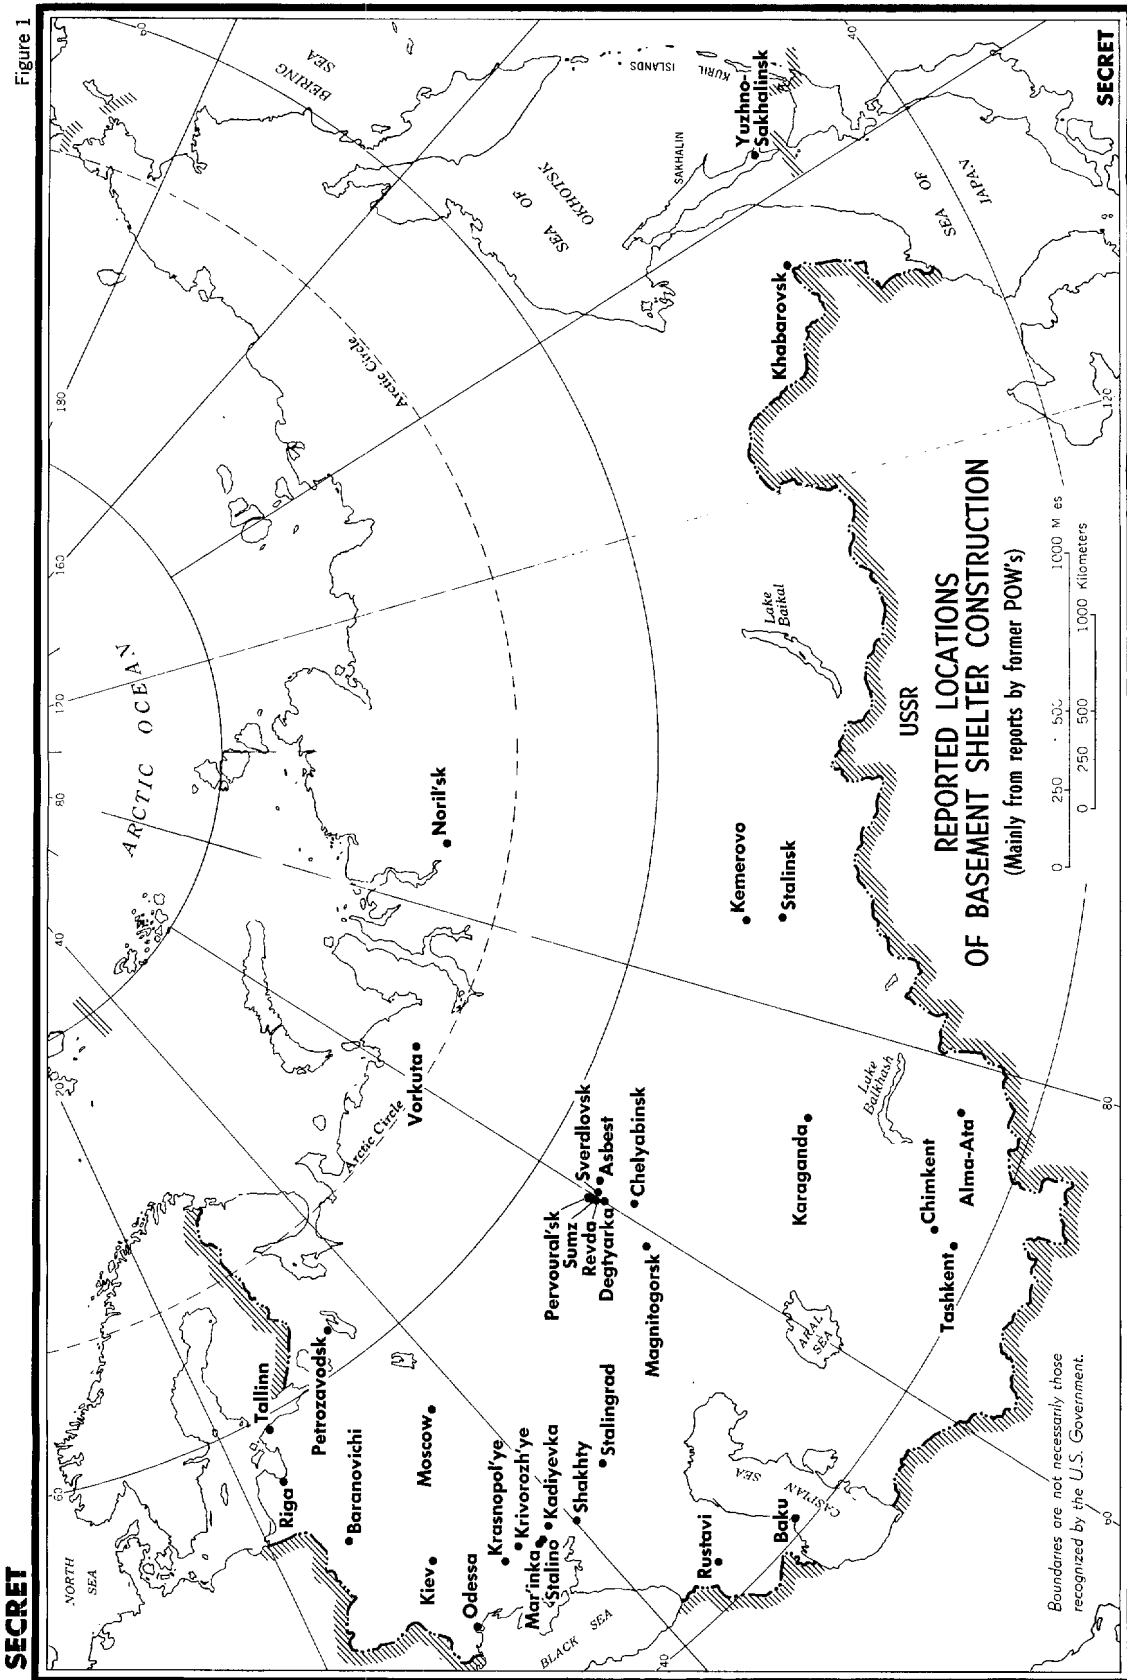 SECRET
Figure 1
NORTH
SEA
ARCTIC OCEAN
BERING
SEA
20
40
60
80
120
160
180
60
40
Arctic Circle
Arctic Circle
SEA
OF
OKHOTSK
KURIL
ISLANDS
SAKHALIN
Yuzhno-
Sakhalinsk
SEA OF
JAPAN
Khabarovsk
Noril'sk
Vorkuta
Tallinn
Riga
Petrozavodsk
Baranovichi
Moscow
Kiev
Odessa
Krasnopol'ye
Krivorozh'ye
Mar'inka
Stalino
Kadiyevka
Shakhty
Stalingrad
Pervoural'sk
Sumz
Revda
Degtyarka
Sverdlovsk
Asbest
Chelyabinsk
Magnitogorsk
Kemerovo
Stalinsk
Karaganda
Chimkent
Alma-Ata
Tashkent
Rustavi
Baku
BLACK SEA
CASPIAN
SEA
ARAL
SEA
Lake
Balkhash
Lake
Baikal
40
60
80
120
USSR
REPORTED LOCATIONS
OF BASEMENT SHELTER CONSTRUCTION
(Mainly from reports by former POW's)
0 250 500 1000 M es
0 250 500 1000 Kilometers
Boundaries are not necessarily those
recognized by the U.S. Government.
SECRET